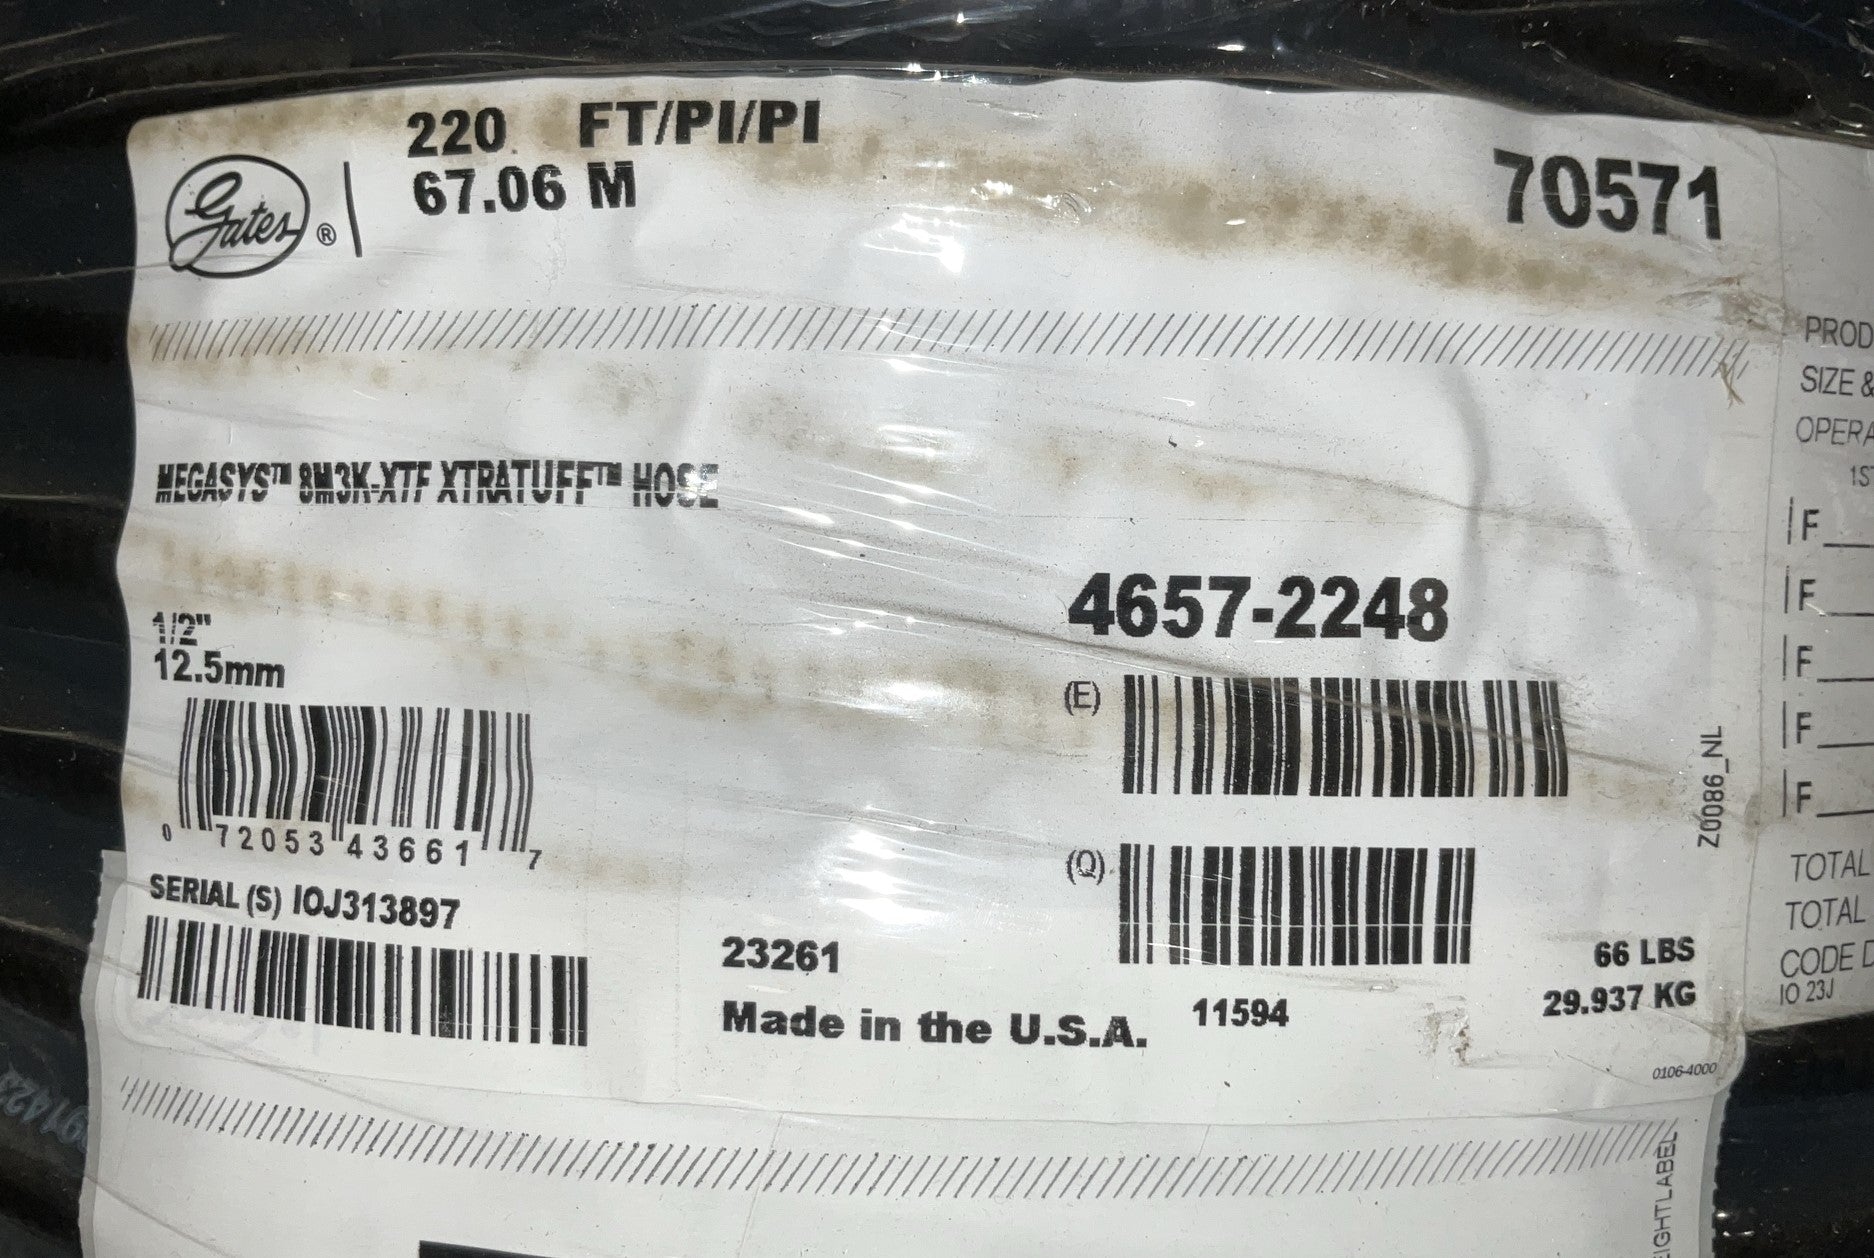 220 FT/PI/PI
67.06 M
Gates ®
70571
MEGASYS™ 8M3K-XTF XTRATUFF™ HOSE
1/2"
12.5mm
0 72053 43661 7
SERIAL (S) IOJ313897
4657-2248
(E)
(Q)
23261
Made in the U.S.A.
11594
66 LBS
29.937 KG
0106-4000
Z0086_NL
PROD
SIZE &
OPERA
1ST
F
F
F
F
F
TOTAL
TOTAL
CODE D
IO 23J
EIGHTLABEL